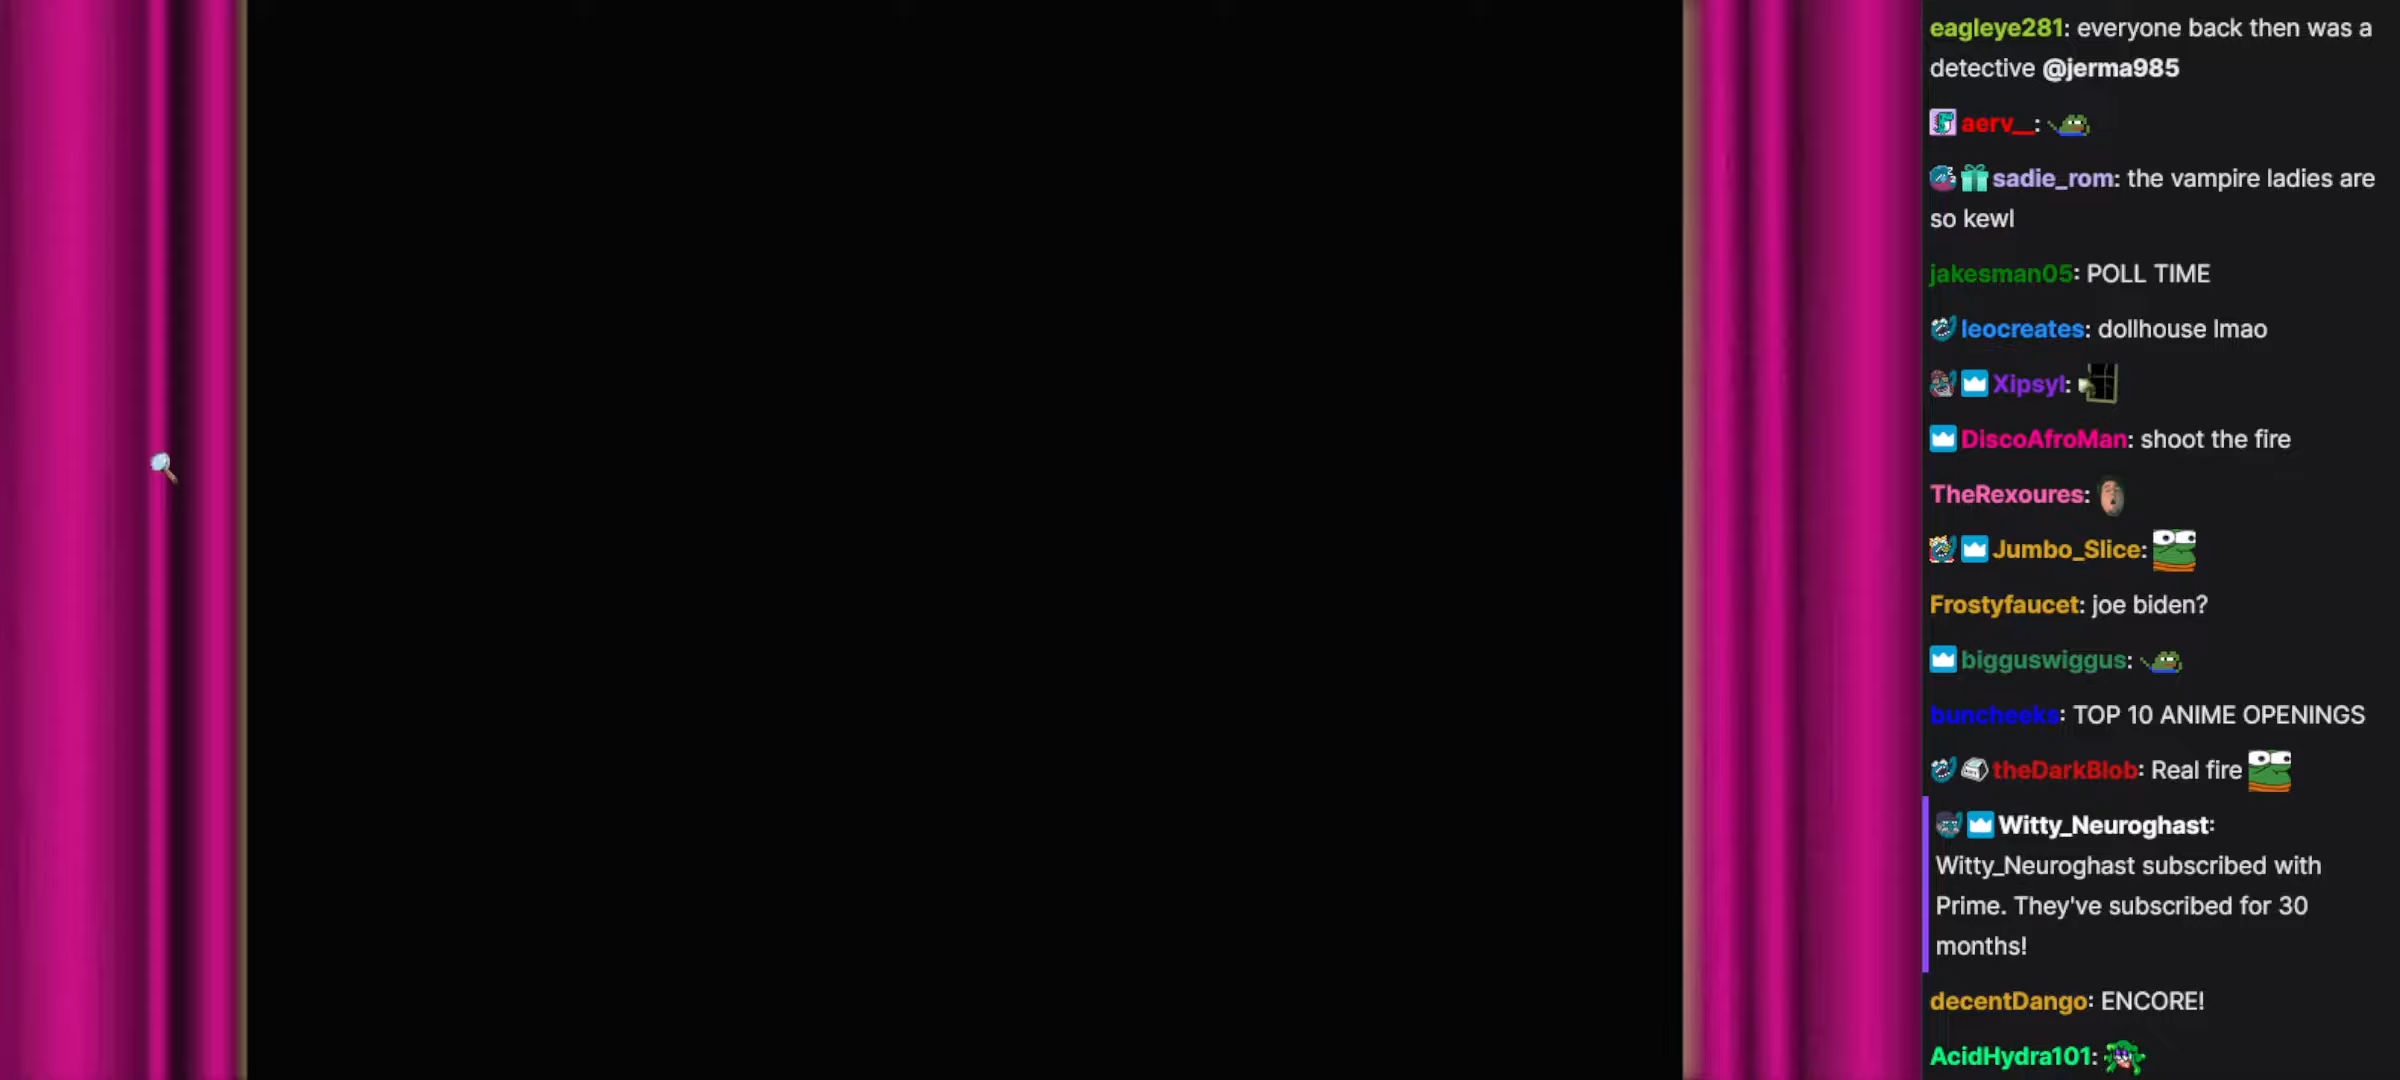 eagleye281: everyone back then was a
detective @jerma985
aerv__:
sadie_rom: the vampire ladies are
so kewl
jakesman05: POLL TIME
leocreates: dollhouse lmao
Xipsyl:
DiscoAfroMan: shoot the fire
TheRexoures:
Jumbo_Slice:
Frostyfaucet: joe biden?
bigguswiggus:
buncheeks: TOP 10 ANIME OPENINGS
theDarkBlob: Real fire
Witty_Neuroghast:
Witty_Neuroghast subscribed with
Prime. They've subscribed for 30
months!
decentDango: ENCORE!
AcidHydra101: